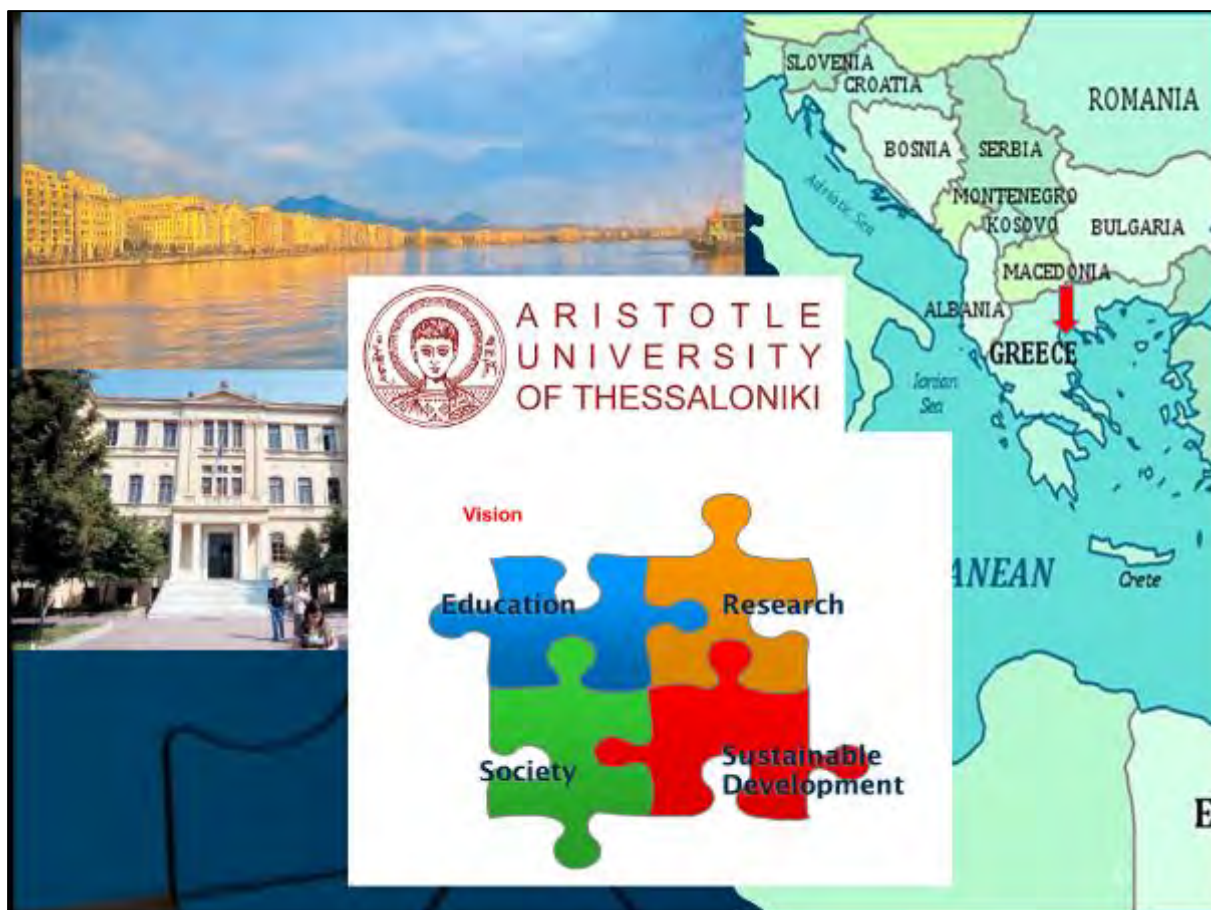 SLOVENIA
CROATIA
ROMANIA
BOSNIA
SERBIA
Adriatic Sea
MONTENEGRO
KOSOVO
BULGARIA
MACEDONIA
ALBANIA
GREECE
Ionian
Sea
ARISTOTLE
UNIVERSITY
OF THESSALONIKI
Vision
Education
Research
Society
Sustainable
Development
ANEAN
Crete
E